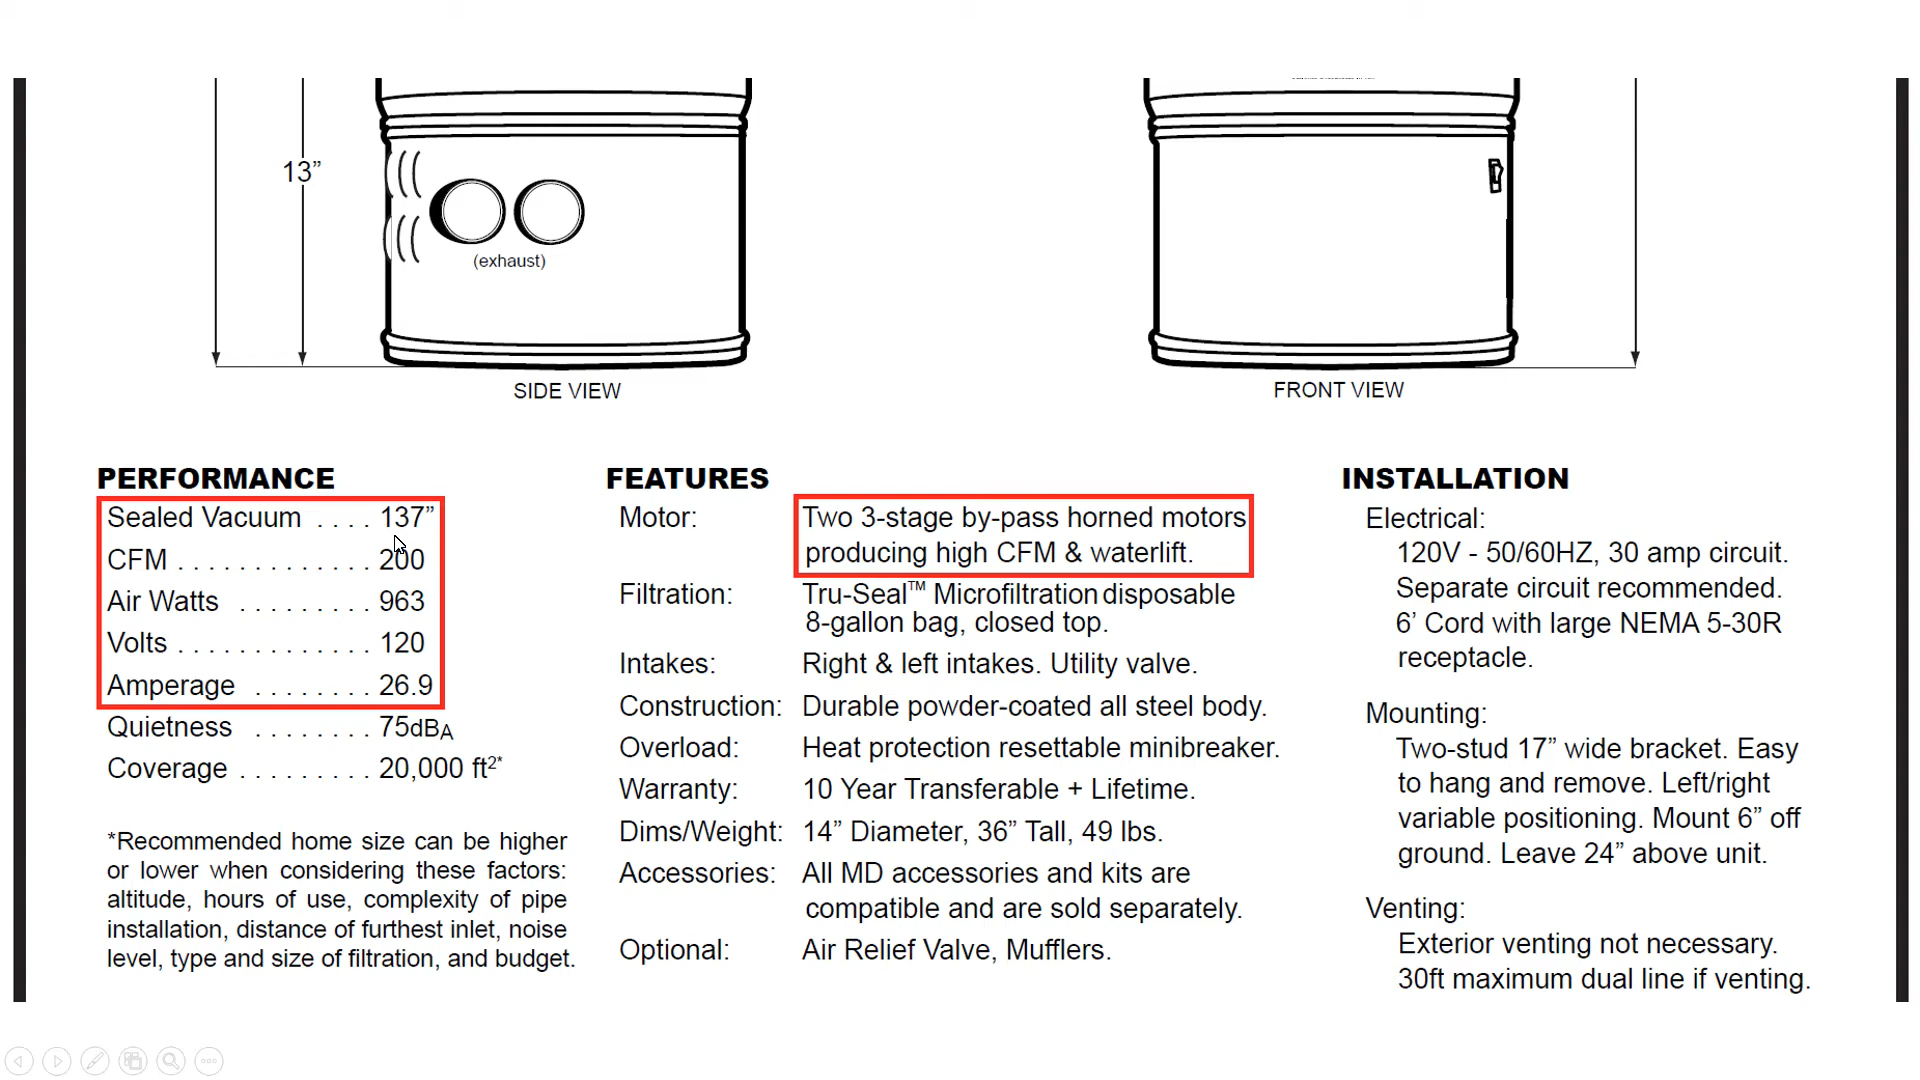 13”
(exhaust)
SIDE VIEW
FRONT VIEW
PERFORMANCE
Sealed Vacuum . . . . 137”
CFM . . . . . . . . . . . . . 200
Air Watts . . . . . . . . . 963
Volts . . . . . . . . . . . . . 120
Amperage . . . . . . . . 26.9
Quietness . . . . . . . . 75dBA
Coverage . . . . . . . . . 20,000 ft2*
*Recommended home size can be higher
or lower when considering these factors:
altitude, hours of use, complexity of pipe
installation, distance of furthest inlet, noise
level, type and size of filtration, and budget.
FEATURES
Motor: Two 3-stage by-pass horned motors
producing high CFM & waterlift.
Filtration: Tru-Seal™ Microfiltration disposable
8-gallon bag, closed top.
Intakes: Right & left intakes. Utility valve.
Construction: Durable powder-coated all steel body.
Overload: Heat protection resettable minibreaker.
Warranty: 10 Year Transferable + Lifetime.
Dims/Weight: 14” Diameter, 36” Tall, 49 lbs.
Accessories: All MD accessories and kits are
compatible and are sold separately.
Optional: Air Relief Valve, Mufflers.
INSTALLATION
Electrical:
120V - 50/60HZ, 30 amp circuit.
Separate circuit recommended.
6’ Cord with large NEMA 5-30R
receptacle.
Mounting:
Two-stud 17” wide bracket. Easy
to hang and remove. Left/right
variable positioning. Mount 6” off
ground. Leave 24” above unit.
Venting:
Exterior venting not necessary.
30ft maximum dual line if venting.